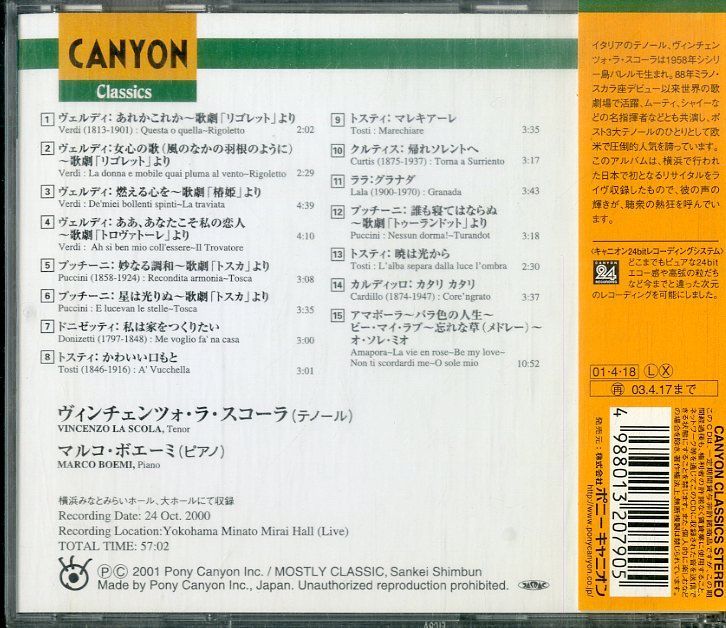 CANYON
Classics
1 ヴェルディ：あれかこれか～歌劇「リゴレット」より
Verdi (1813-1901) : Questa o quella~Rigoletto 2:02
2 ヴェルディ：女心の歌（風のなかの羽根のように）
～歌劇「リゴレット」より
Verdi : La donna e mobile quai pluma al vento~Rigoletto 2:29
3 ヴェルディ：燃える心を～歌劇「椿姫」より
Verdi : De'miei bollenti spinti~La traviata 4:39
4 ヴェルディ：ああ、あなたこそ私の恋人
～歌劇「トロヴァトーレ」より 4:10
Verdi : Ah si ben mio coll'essere~Il Trovatore
5 プッチーニ：妙なる調和～歌劇「トスカ」より
Puccini (1858-1924) : Recondita armonia~Tosca 3:08
6 プッチーニ：星は光りぬ～歌劇「トスカ」より
Puccini : E lucevan le stelle~Tosca 3:35
7 ドニゼッティ：私は家をつくりたい
Donizetti (1797-1848) : Me voglio fa' na casa 3:00
8 トスティ：かわいい口もと
Tosti (1846-1916) : A' Vucchella 3:01
9 トスティ：マレキアーレ
Tosti : Marechiare 3:35
10 クルティス：帰れソレントへ
Curtis (1875-1937) : Torna a Surriento 3:17
11 ララ：グラナダ
Lala (1900-1970) : Granada 3:43
12 プッチーニ：誰も寝てはならぬ
～歌劇「トゥーランドット」より
Puccini : Nessun dorma!~Turandot 3:18
13 トスティ：暁は光から
Tosti : L'alba separa dalla luce l'ombra 2:30
14 カルディッロ：カタリ カタリ
Cardillo (1874-1947) : Core'ngrato 3:37
15 アマポーラ～バラ色の人生～
ビー・マイ・ラブ～忘れな草（メドレー）～
オ・ソレ・ミオ
Amapora~La vie en rose~Be my love~
Non ti scordardi me~O sole mio 10:52
ヴィンチェンツォ・ラ・スコーラ（テノール）
VINCENZO LA SCOLA, Tenor
マルコ・ボエーミ（ピアノ）
MARCO BOEMI, Piano
横浜みなとみらいホール、大ホールにて収録
Recording Date: 24 Oct. 2000
Recording Location:Yokohama Minato Mirai Hall (Live)
TOTAL TIME: 57:02
ⓅⒸ 2001 Pony Canyon Inc. / MOSTLY CLASSIC, Sankei Shimbun
Made by Pony Canyon Inc., Japan. Unauthorized reproduction prohibited.
イタリアのテノール、ヴィンチェン
ツォ・ラ・スコーラは1958年シシリ
ー島パレルモ生まれ。88年ミラノ・
スカラ座デビュー以来世界の歌
劇場で活躍、ムーティ、シャイーな
どの名指揮者とも共演し、ポ
スト3大テノールのひとりとして欧
米で圧倒的人気を誇っています。
このアルバムは、横浜で行われ
た日本で初となるリサイタルをラ
イヴ収録したもので、彼の声の
輝きが、聴衆の熱狂を呼んでい
ます。
〈キャニオン24bitレコーディングシステム〉
CANYON
24
RECORDING
どこまでもピュアな24bit
エコー感や高弦の粒だち
など今までと違った次元
のレコーディングを可能にしました。
01・4・18 Ⓛ Ⓧ
再 03.4.17まで
発売元：株式会社 ポニーキャニオン
http://www.ponycanyon.co.jp/
4 988013 207905
CANYON CLASSICS STEREO